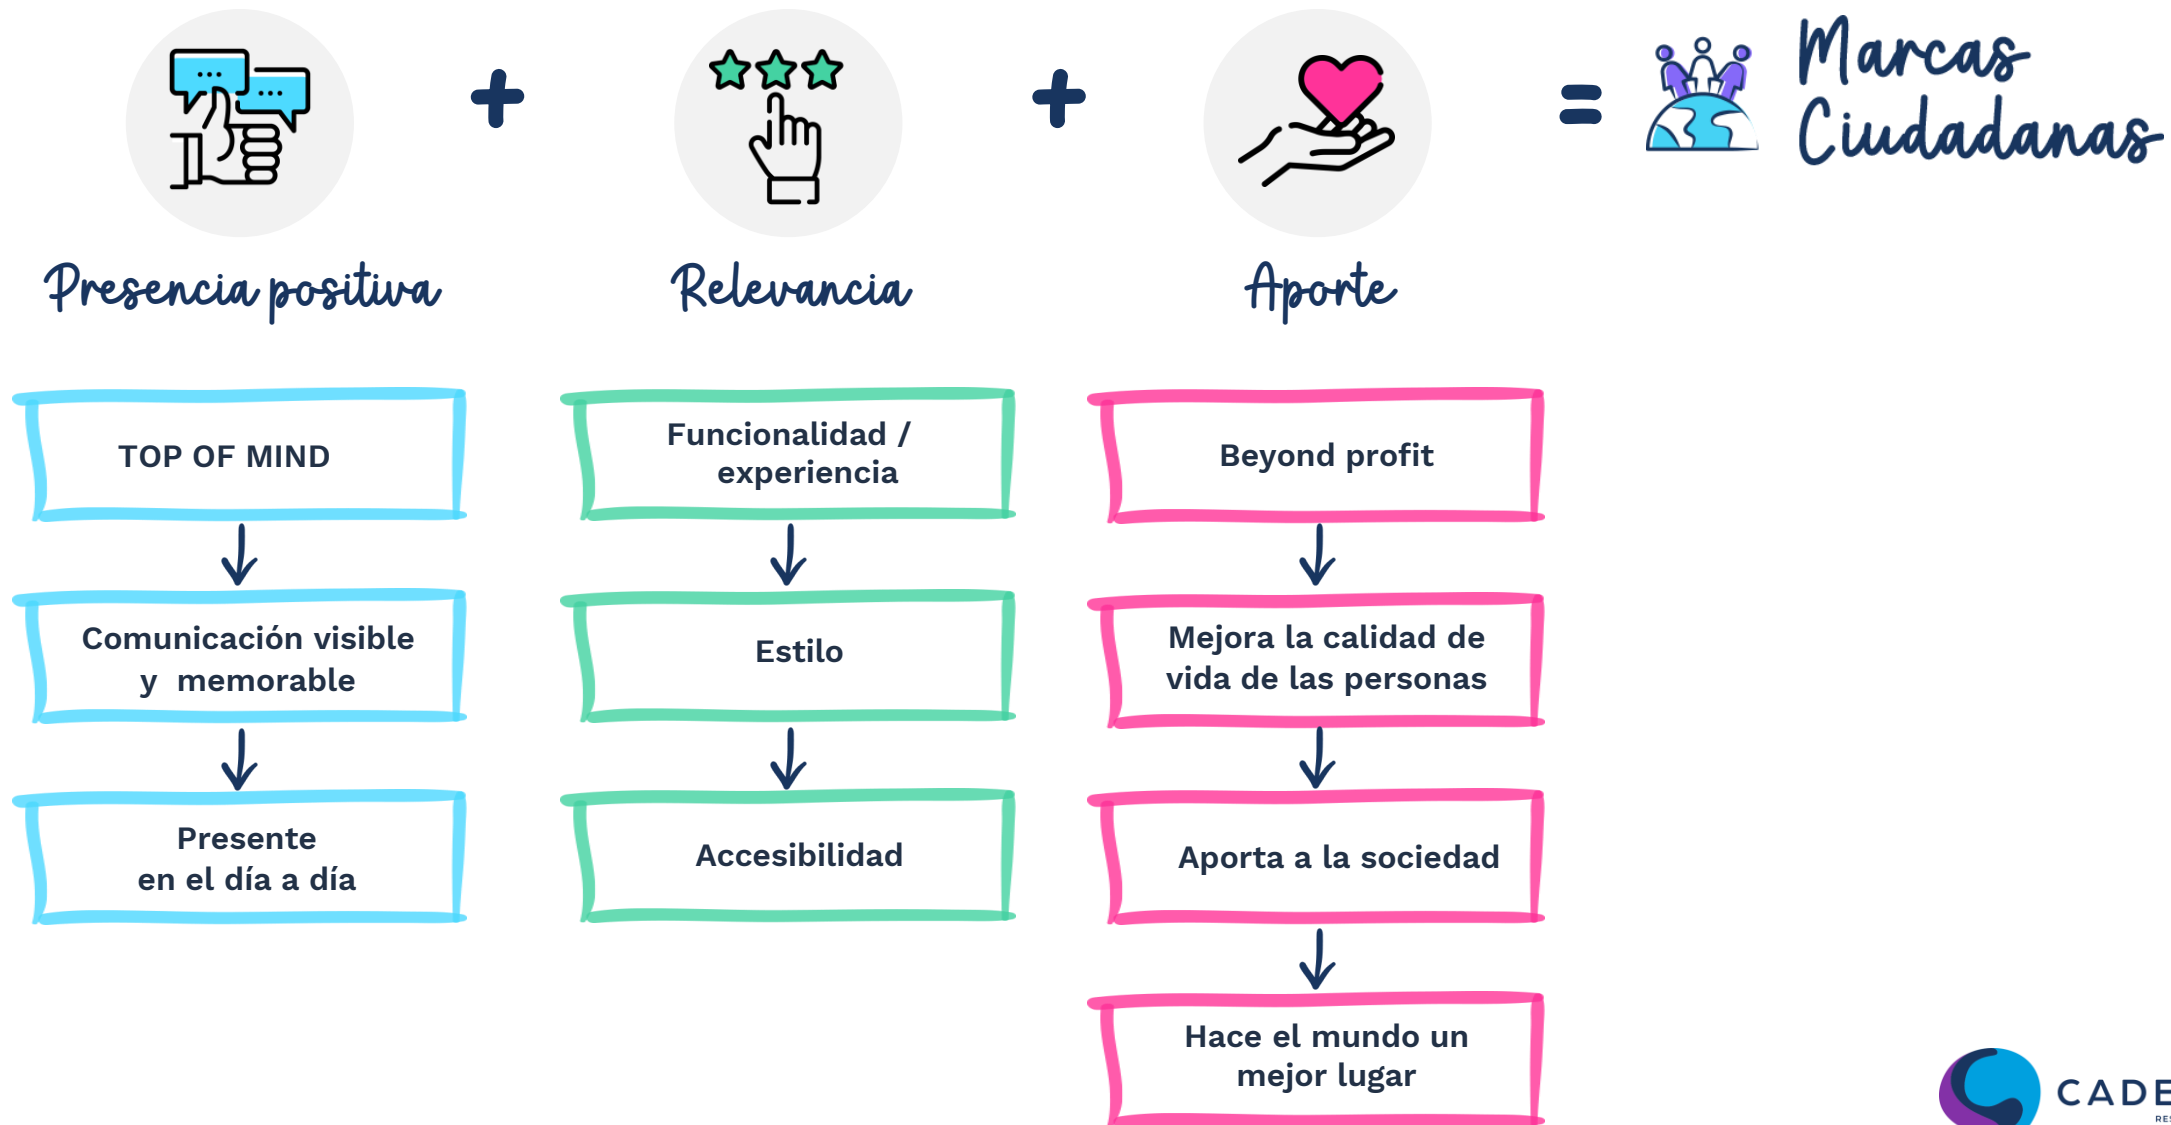 Marcas
Ciudadanas
Presencia positiva
Relevancia
Aporte
TOP OF MIND
Comunicación visible
y memorable
Presente
en el día a día
Funcionalidad /
experiencia
Estilo
Accesibilidad
Beyond profit
Mejora la calidad de
vida de las personas
Aporta a la sociedad
Hace el mundo un
mejor lugar